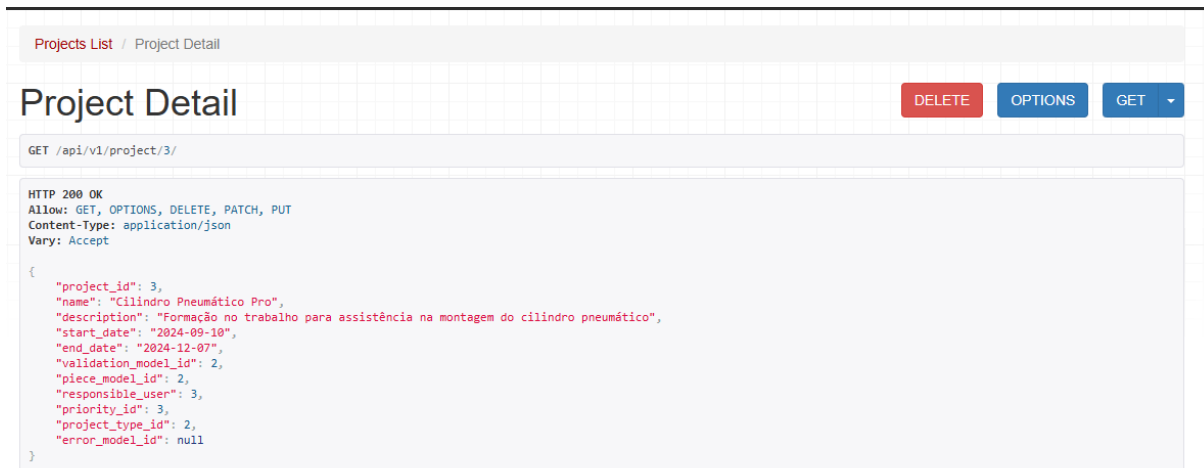 Projects List / Project Detail
Project Detail
DELETE OPTIONS GET
GET /api/v1/project/3/
HTTP 200 OK
Allow: GET, OPTIONS, DELETE, PATCH, PUT
Content-Type: application/json
Vary: Accept
{
"project_id": 3,
"name": "Cilindro Pneumático Pro",
"description": "Formação no trabalho para assistência na montagem do cilindro pneumático",
"start_date": "2024-09-10",
"end_date": "2024-12-07",
"validation_model_id": 2,
"piece_model_id": 2,
"responsible_user": 3,
"priority_id": 3,
"project_type_id": 2,
"error_model_id": null
}